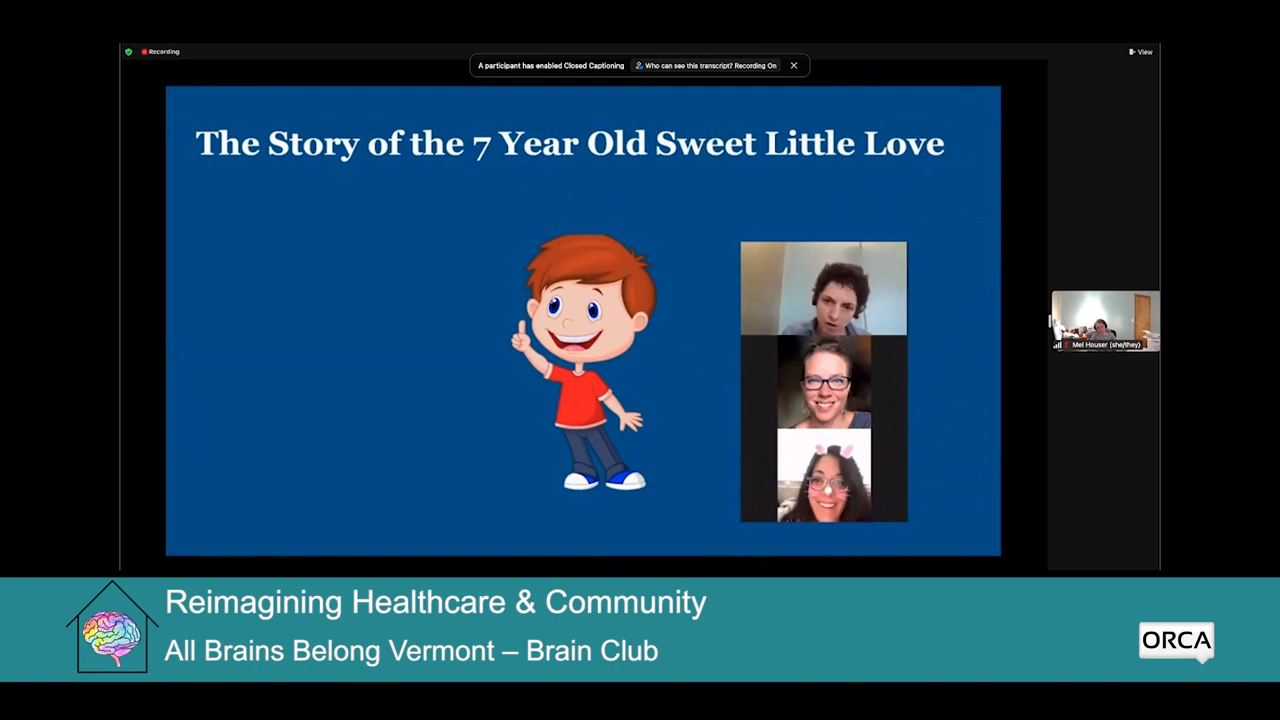 Recording
View
A participant has enabled Closed Captioning
Who can see this transcript? Recording On
The Story of the 7 Year Old Sweet Little Love
Mel Houser (she/they)
Reimagining Healthcare & Community
All Brains Belong Vermont – Brain Club
ORCA